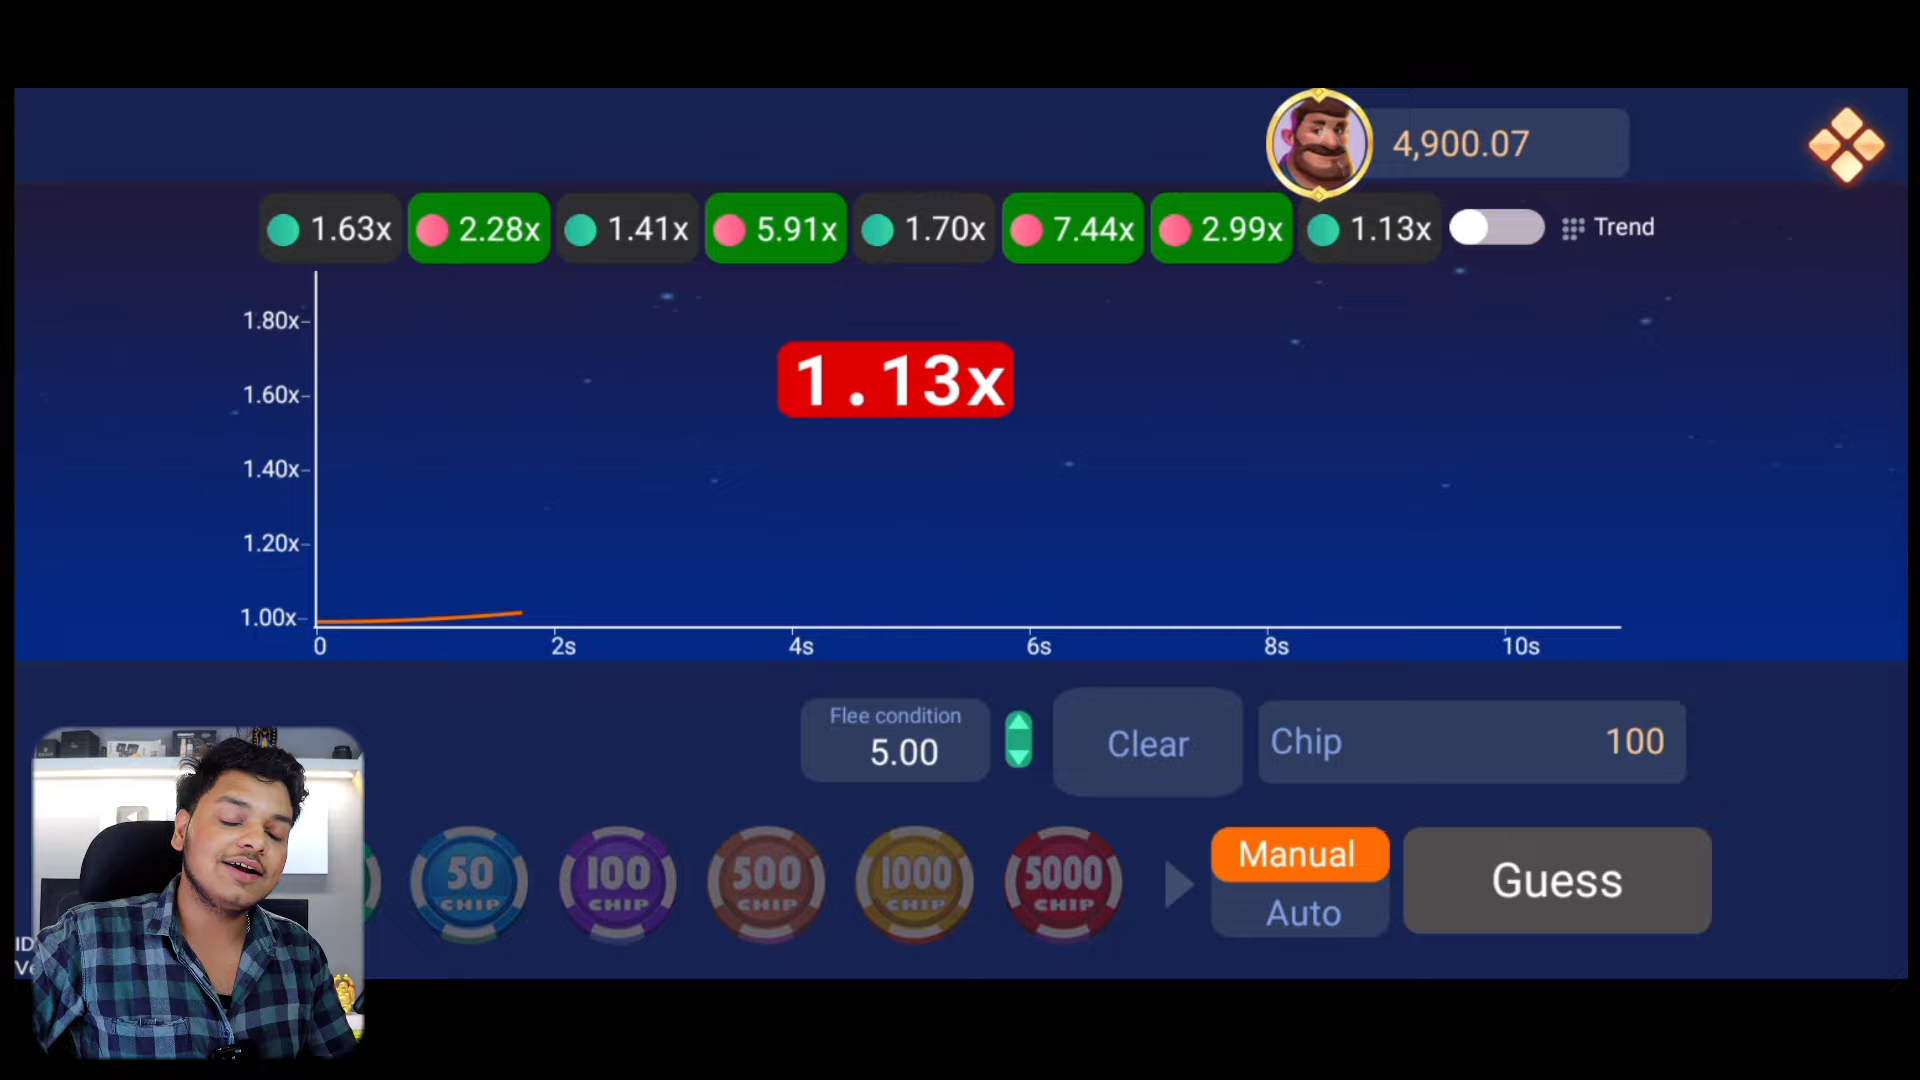 4,900.07
1.63x 2.28x 1.41x 5.91x 1.70x 7.44x 2.99x 1.13x Trend
1.13x
1.80x
1.60x
1.40x
1.20x
1.00x
0 2s 4s 6s 8s 10s
Flee condition
5.00
Clear
Chip 100
50 CHIP
100 CHIP
500 CHIP
1000 CHIP
5000 CHIP
Manual
Auto
Guess
ID